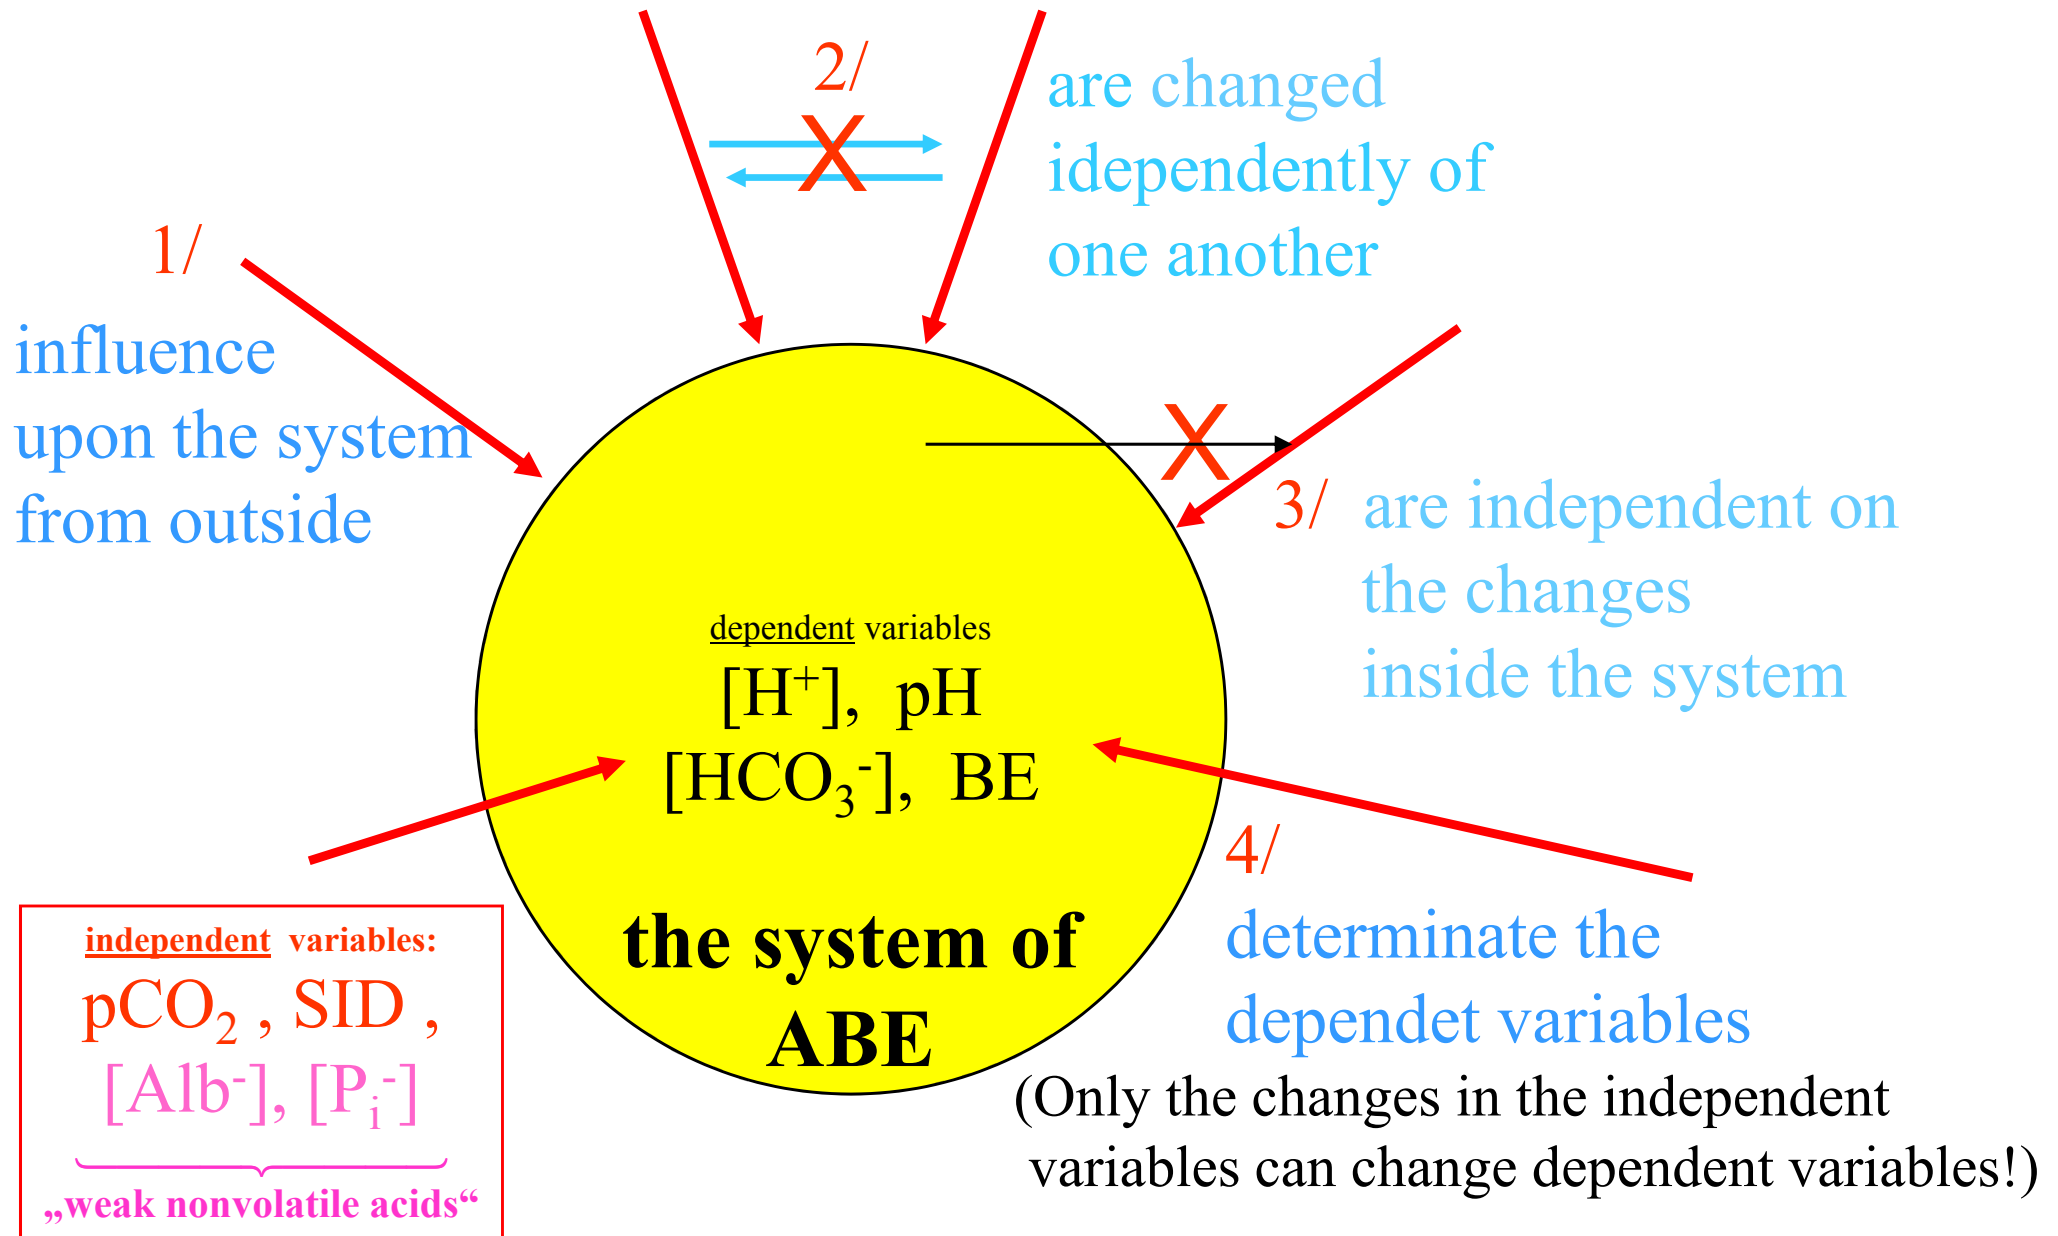 2/
X
are changed
idependently of
one another
1/
influence
upon the system
from outside
X
3/ are independent on
the changes
inside the system
dependent variables
[H⁺], pH
[HCO₃⁻], BE
the system of
ABE
4/
determinate the
dependet variables
(Only the changes in the independent
variables can change dependent variables!)
independent variables:
pCO₂ , SID ,
[Alb⁻], [Pᵢ⁻]
„weak nonvolatile acids“